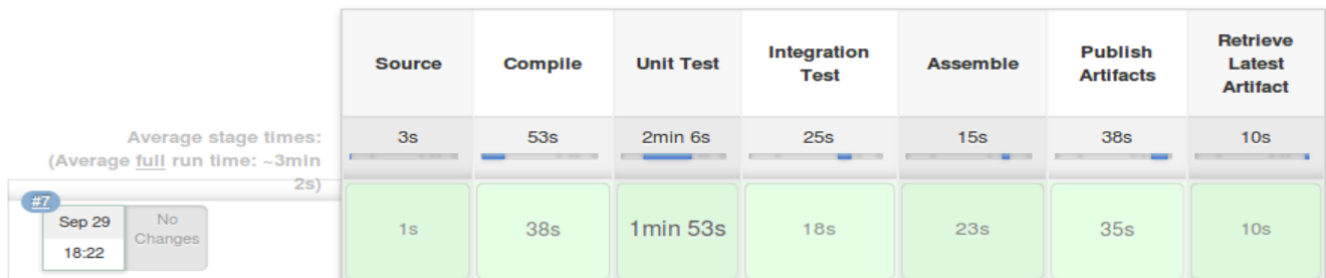 Source Compile Unit Test Integration Test Assemble Publish Artifacts Retrieve Latest Artifact
Average stage times: 3s 53s 2min 6s 25s 15s 38s 10s
(Average full run time: ~3min
2s)
#7
Sep 29 No Changes
18:22
1s 38s 1min 53s 18s 23s 35s 10s